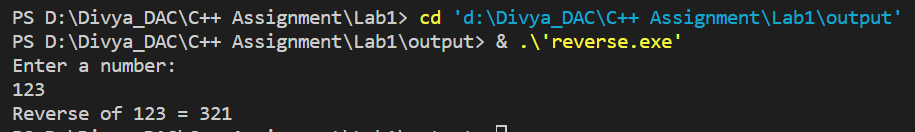 PS D:\Divya_DAC\C++ Assignment\Lab1> cd 'd:\Divya_DAC\C++ Assignment\Lab1\output'
PS D:\Divya_DAC\C++ Assignment\Lab1\output> & .\'reverse.exe'
Enter a number:
123
Reverse of 123 = 321